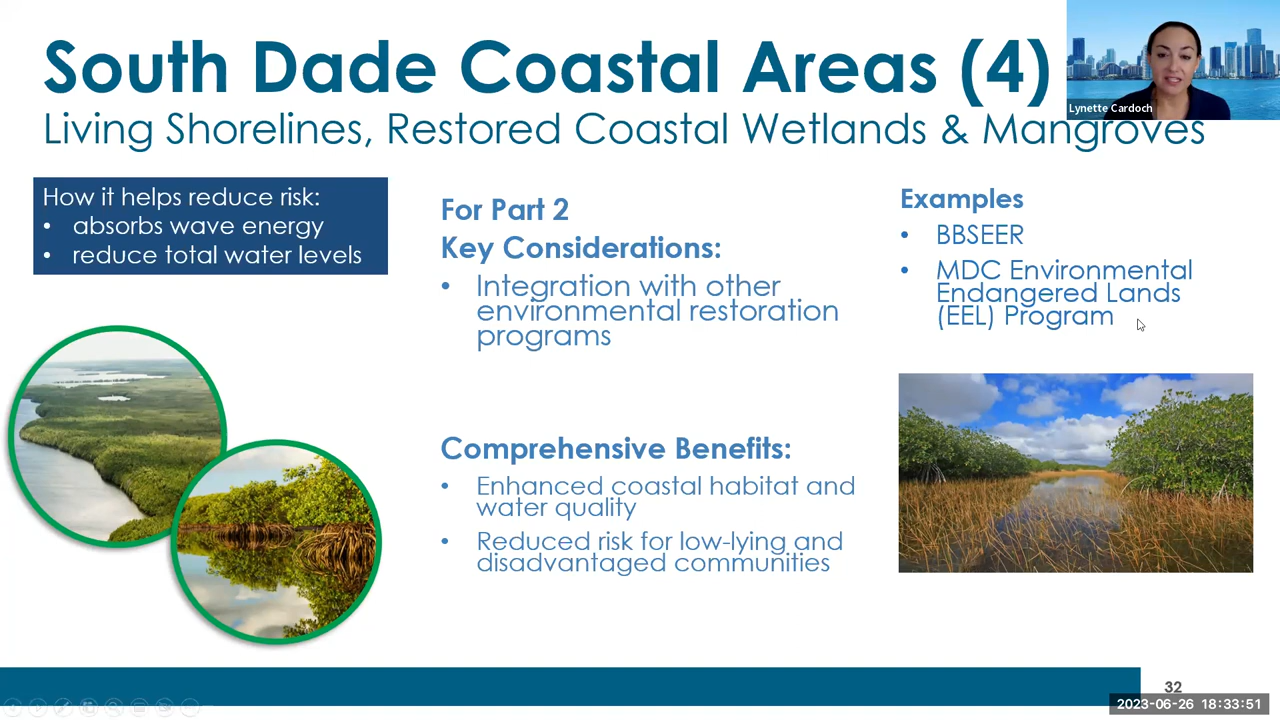 South Dade Coastal Areas (4)
Living Shorelines, Restored Coastal Wetlands & Mangroves
Lynette Cardoch
How it helps reduce risk:
• absorbs wave energy
• reduce total water levels
For Part 2
Key Considerations:
• Integration with other
environmental restoration
programs
Comprehensive Benefits:
• Enhanced coastal habitat and
water quality
• Reduced risk for low-lying and
disadvantaged communities
Examples
• BBSEER
• MDC Environmental
Endangered Lands
(EEL) Program
32
2023-06-26 18:33:51